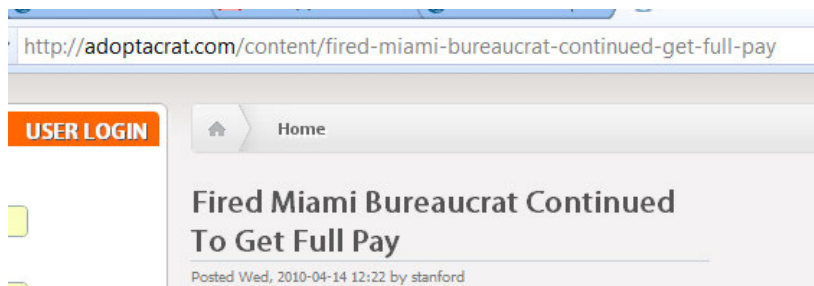 http://adoptacrat.com/content/fired-miami-bureaucrat-continued-get-full-pay
USER LOGIN
Home
Fired Miami Bureaucrat Continued
To Get Full Pay
Posted Wed, 2010-04-14 12:22 by stanford